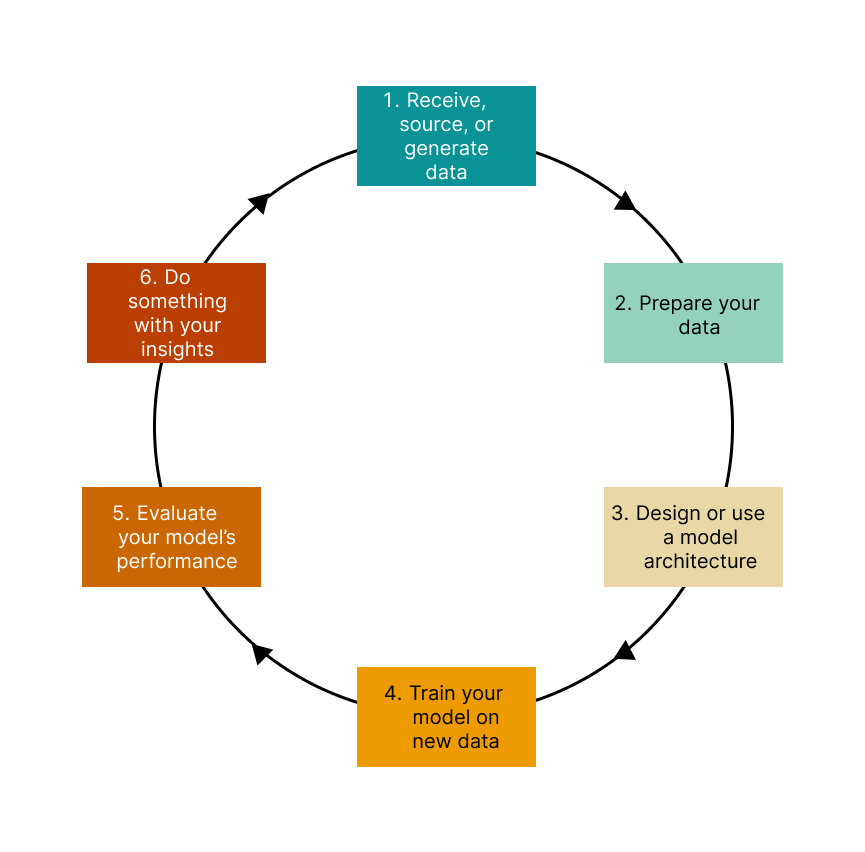 1. Receive,
source, or
generate
data
2. Prepare your
data
3. Design or use
a model
architecture
4. Train your
model on
new data
5. Evaluate
your model’s
performance
6. Do
something
with your
insights